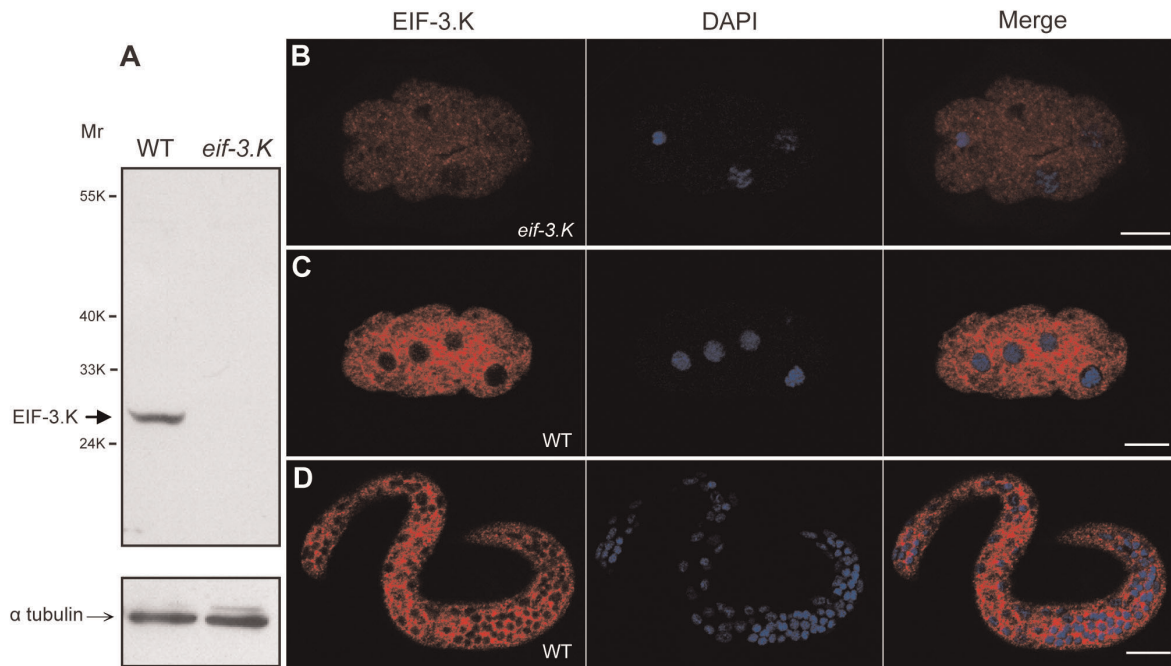 EIF-3.K DAPI Merge
A
Mr
WT eif-3.K
55K
40K
33K
EIF-3.K
24K
α tubulin
B
eif-3.K
C
WT
D
WT